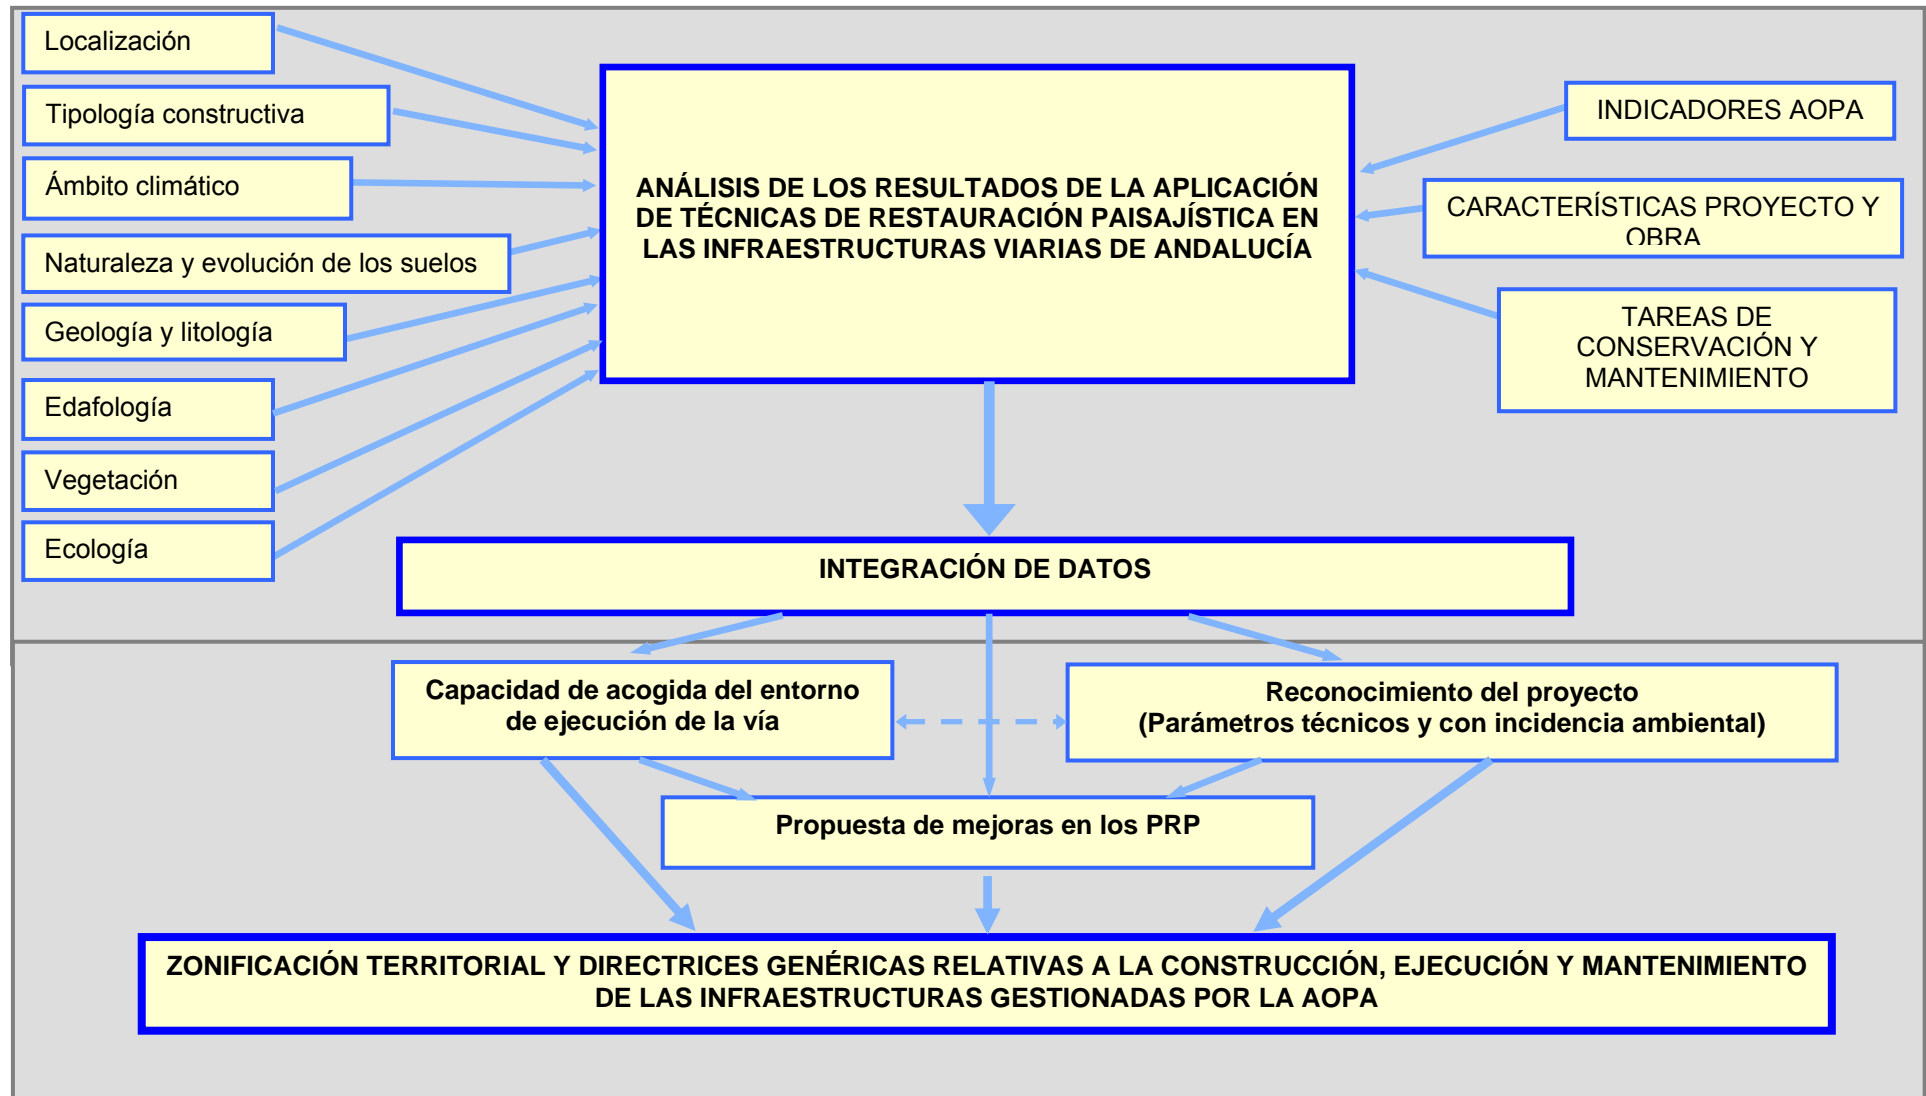 Localización
Tipología constructiva
Ámbito climático
Naturaleza y evolución de los suelos
Geología y litología
Edafología
Vegetación
Ecología
ANÁLISIS DE LOS RESULTADOS DE LA APLICACIÓN
DE TÉCNICAS DE RESTAURACIÓN PAISAJÍSTICA EN
LAS INFRAESTRUCTURAS VIARIAS DE ANDALUCÍA
INDICADORES AOPA
CARACTERÍSTICAS PROYECTO Y
OBRA
TAREAS DE
CONSERVACIÓN Y
MANTENIMIENTO
INTEGRACIÓN DE DATOS
Capacidad de acogida del entorno
de ejecución de la vía
Reconocimiento del proyecto
(Parámetros técnicos y con incidencia ambiental)
Propuesta de mejoras en los PRP
ZONIFICACIÓN TERRITORIAL Y DIRECTRICES GENÉRICAS RELATIVAS A LA CONSTRUCCIÓN, EJECUCIÓN Y MANTENIMIENTO
DE LAS INFRAESTRUCTURAS GESTIONADAS POR LA AOPA